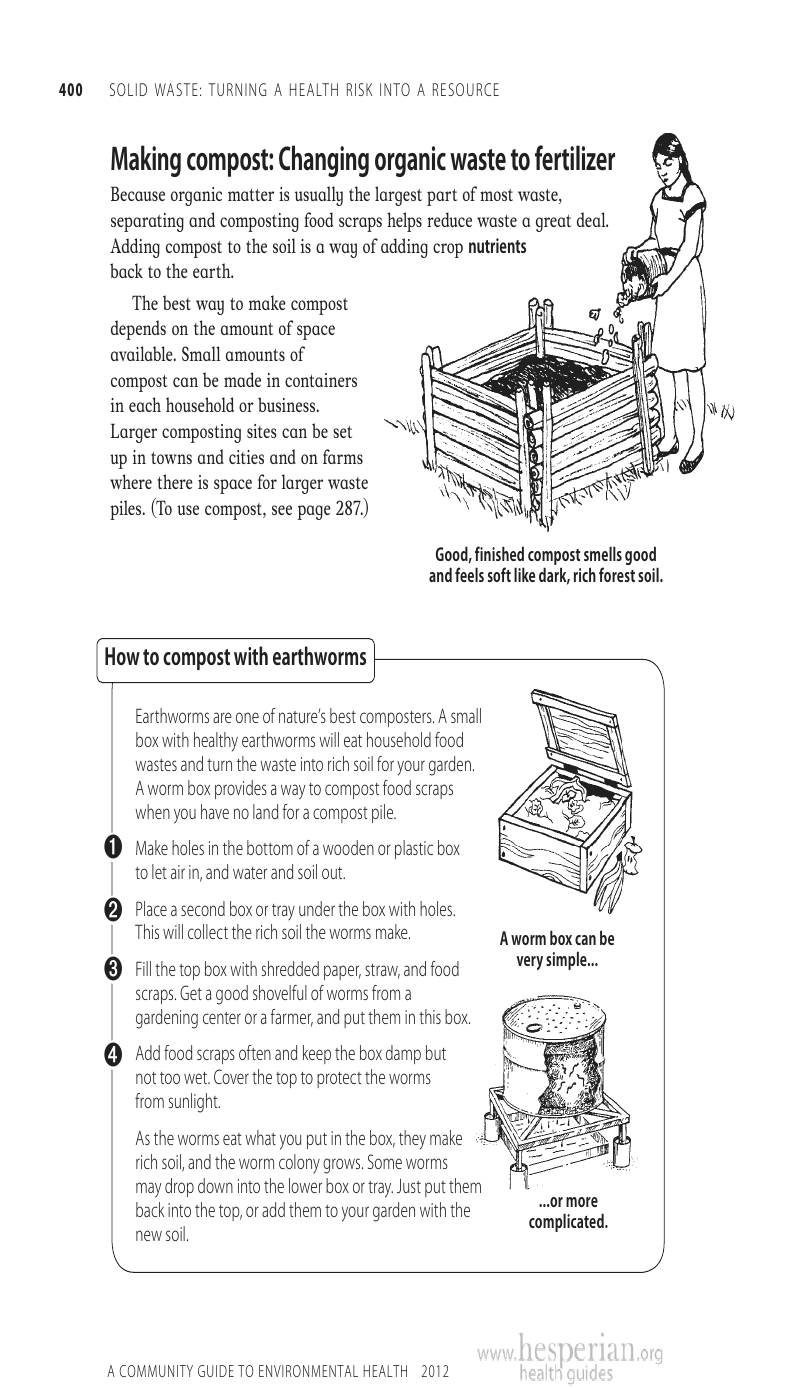 400 SOLID WASTE: TURNING A HEALTH RISK INTO A RESOURCE
Making compost: Changing organic waste to fertilizer
Because organic matter is usually the largest part of most waste,
separating and composting food scraps helps reduce waste a great deal.
Adding compost to the soil is a way of adding crop nutrients
back to the earth.
The best way to make compost
depends on the amount of space
available. Small amounts of
compost can be made in containers
in each household or business.
Larger composting sites can be set
up in towns and cities and on farms
where there is space for larger waste
piles. (To use compost, see page 287.)
Good, finished compost smells good
and feels soft like dark, rich forest soil.
How to compost with earthworms
Earthworms are one of nature’s best composters. A small
box with healthy earthworms will eat household food
wastes and turn the waste into rich soil for your garden.
A worm box provides a way to compost food scraps
when you have no land for a compost pile.
1 Make holes in the bottom of a wooden or plastic box
to let air in, and water and soil out.
2 Place a second box or tray under the box with holes.
This will collect the rich soil the worms make.
3 Fill the top box with shredded paper, straw, and food
scraps. Get a good shovelful of worms from a
gardening center or a farmer, and put them in this box.
4 Add food scraps often and keep the box damp but
not too wet. Cover the top to protect the worms
from sunlight.
As the worms eat what you put in the box, they make
rich soil, and the worm colony grows. Some worms
may drop down into the lower box or tray. Just put them
back into the top, or add them to your garden with the
new soil.
A worm box can be
very simple...
...or more
complicated.
A COMMUNITY GUIDE TO ENVIRONMENTAL HEALTH 2012
www.hesperian.org
health guides